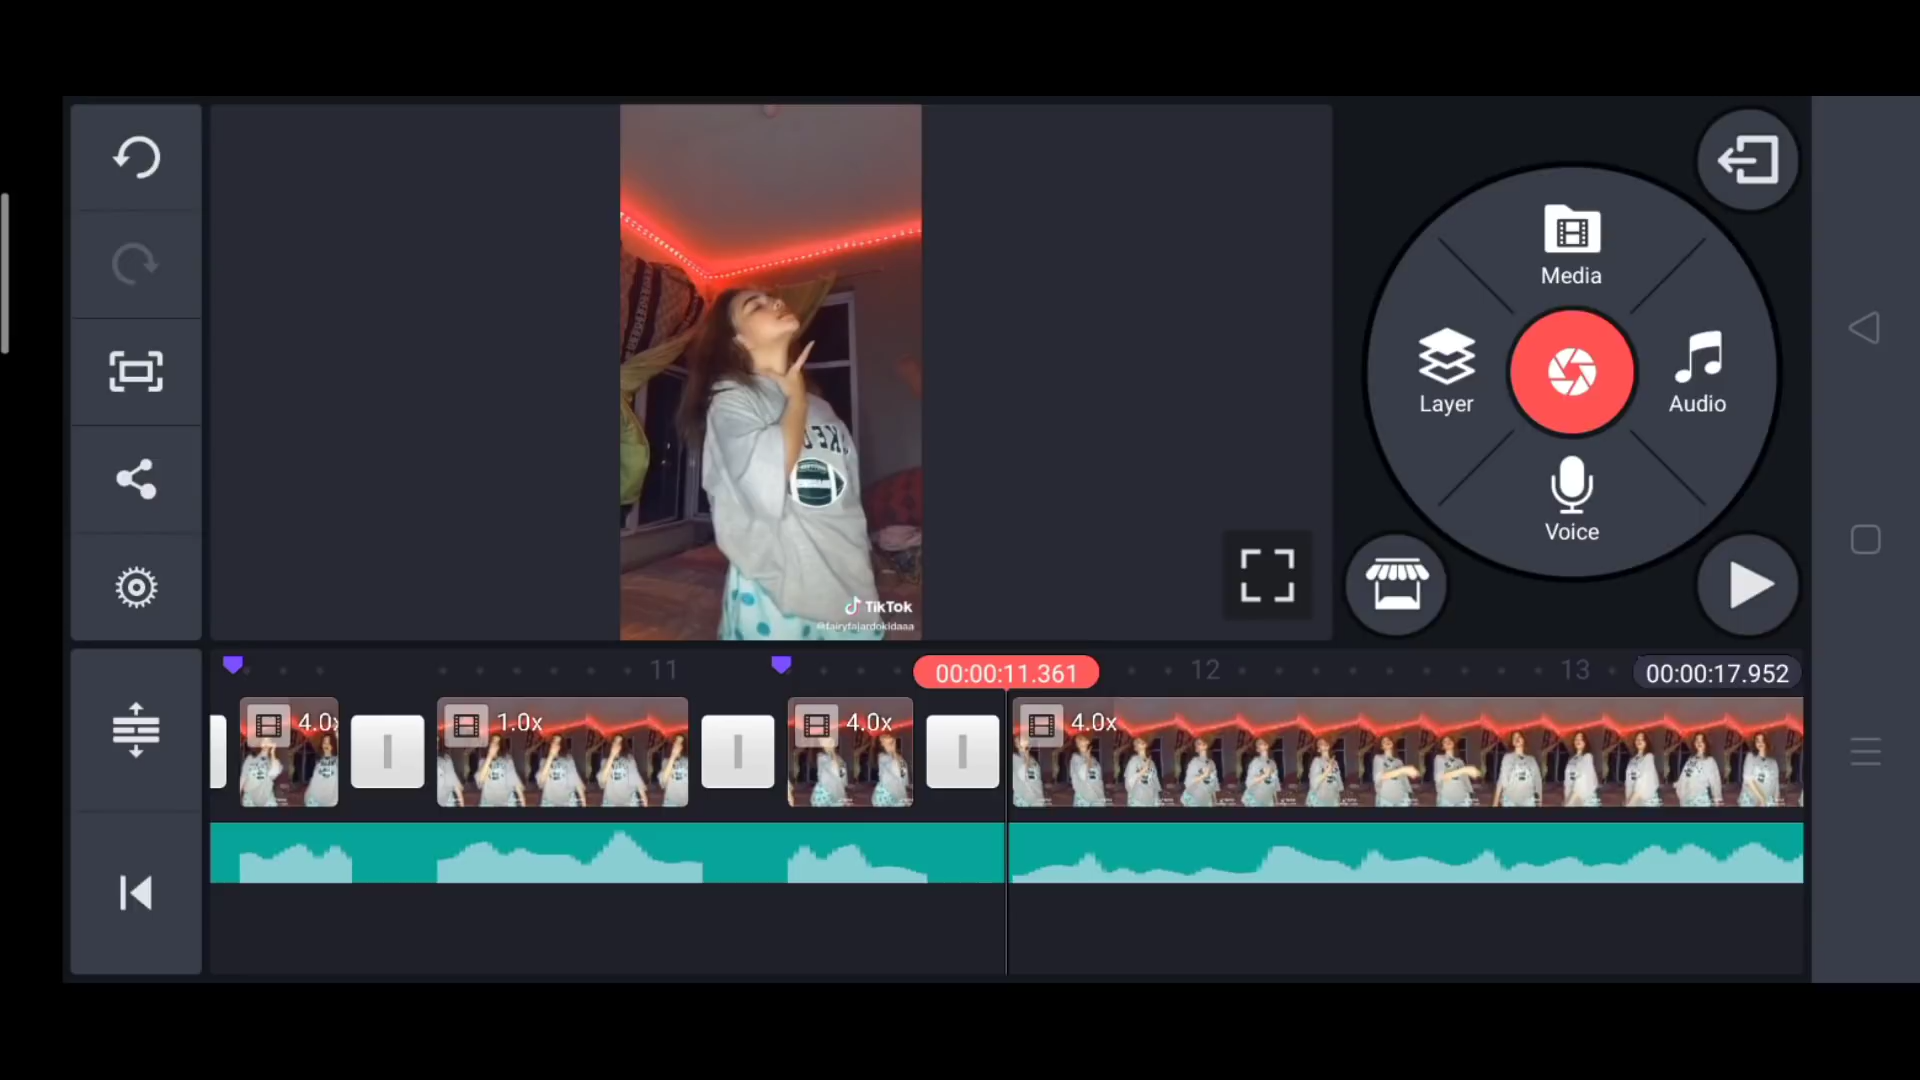 Media
Layer
Audio
Voice
TikTok
@fairyfajardokidaaa
11
00:00:11.361
12
13
00:00:17.952
4.0x
1.0x
4.0x
4.0x